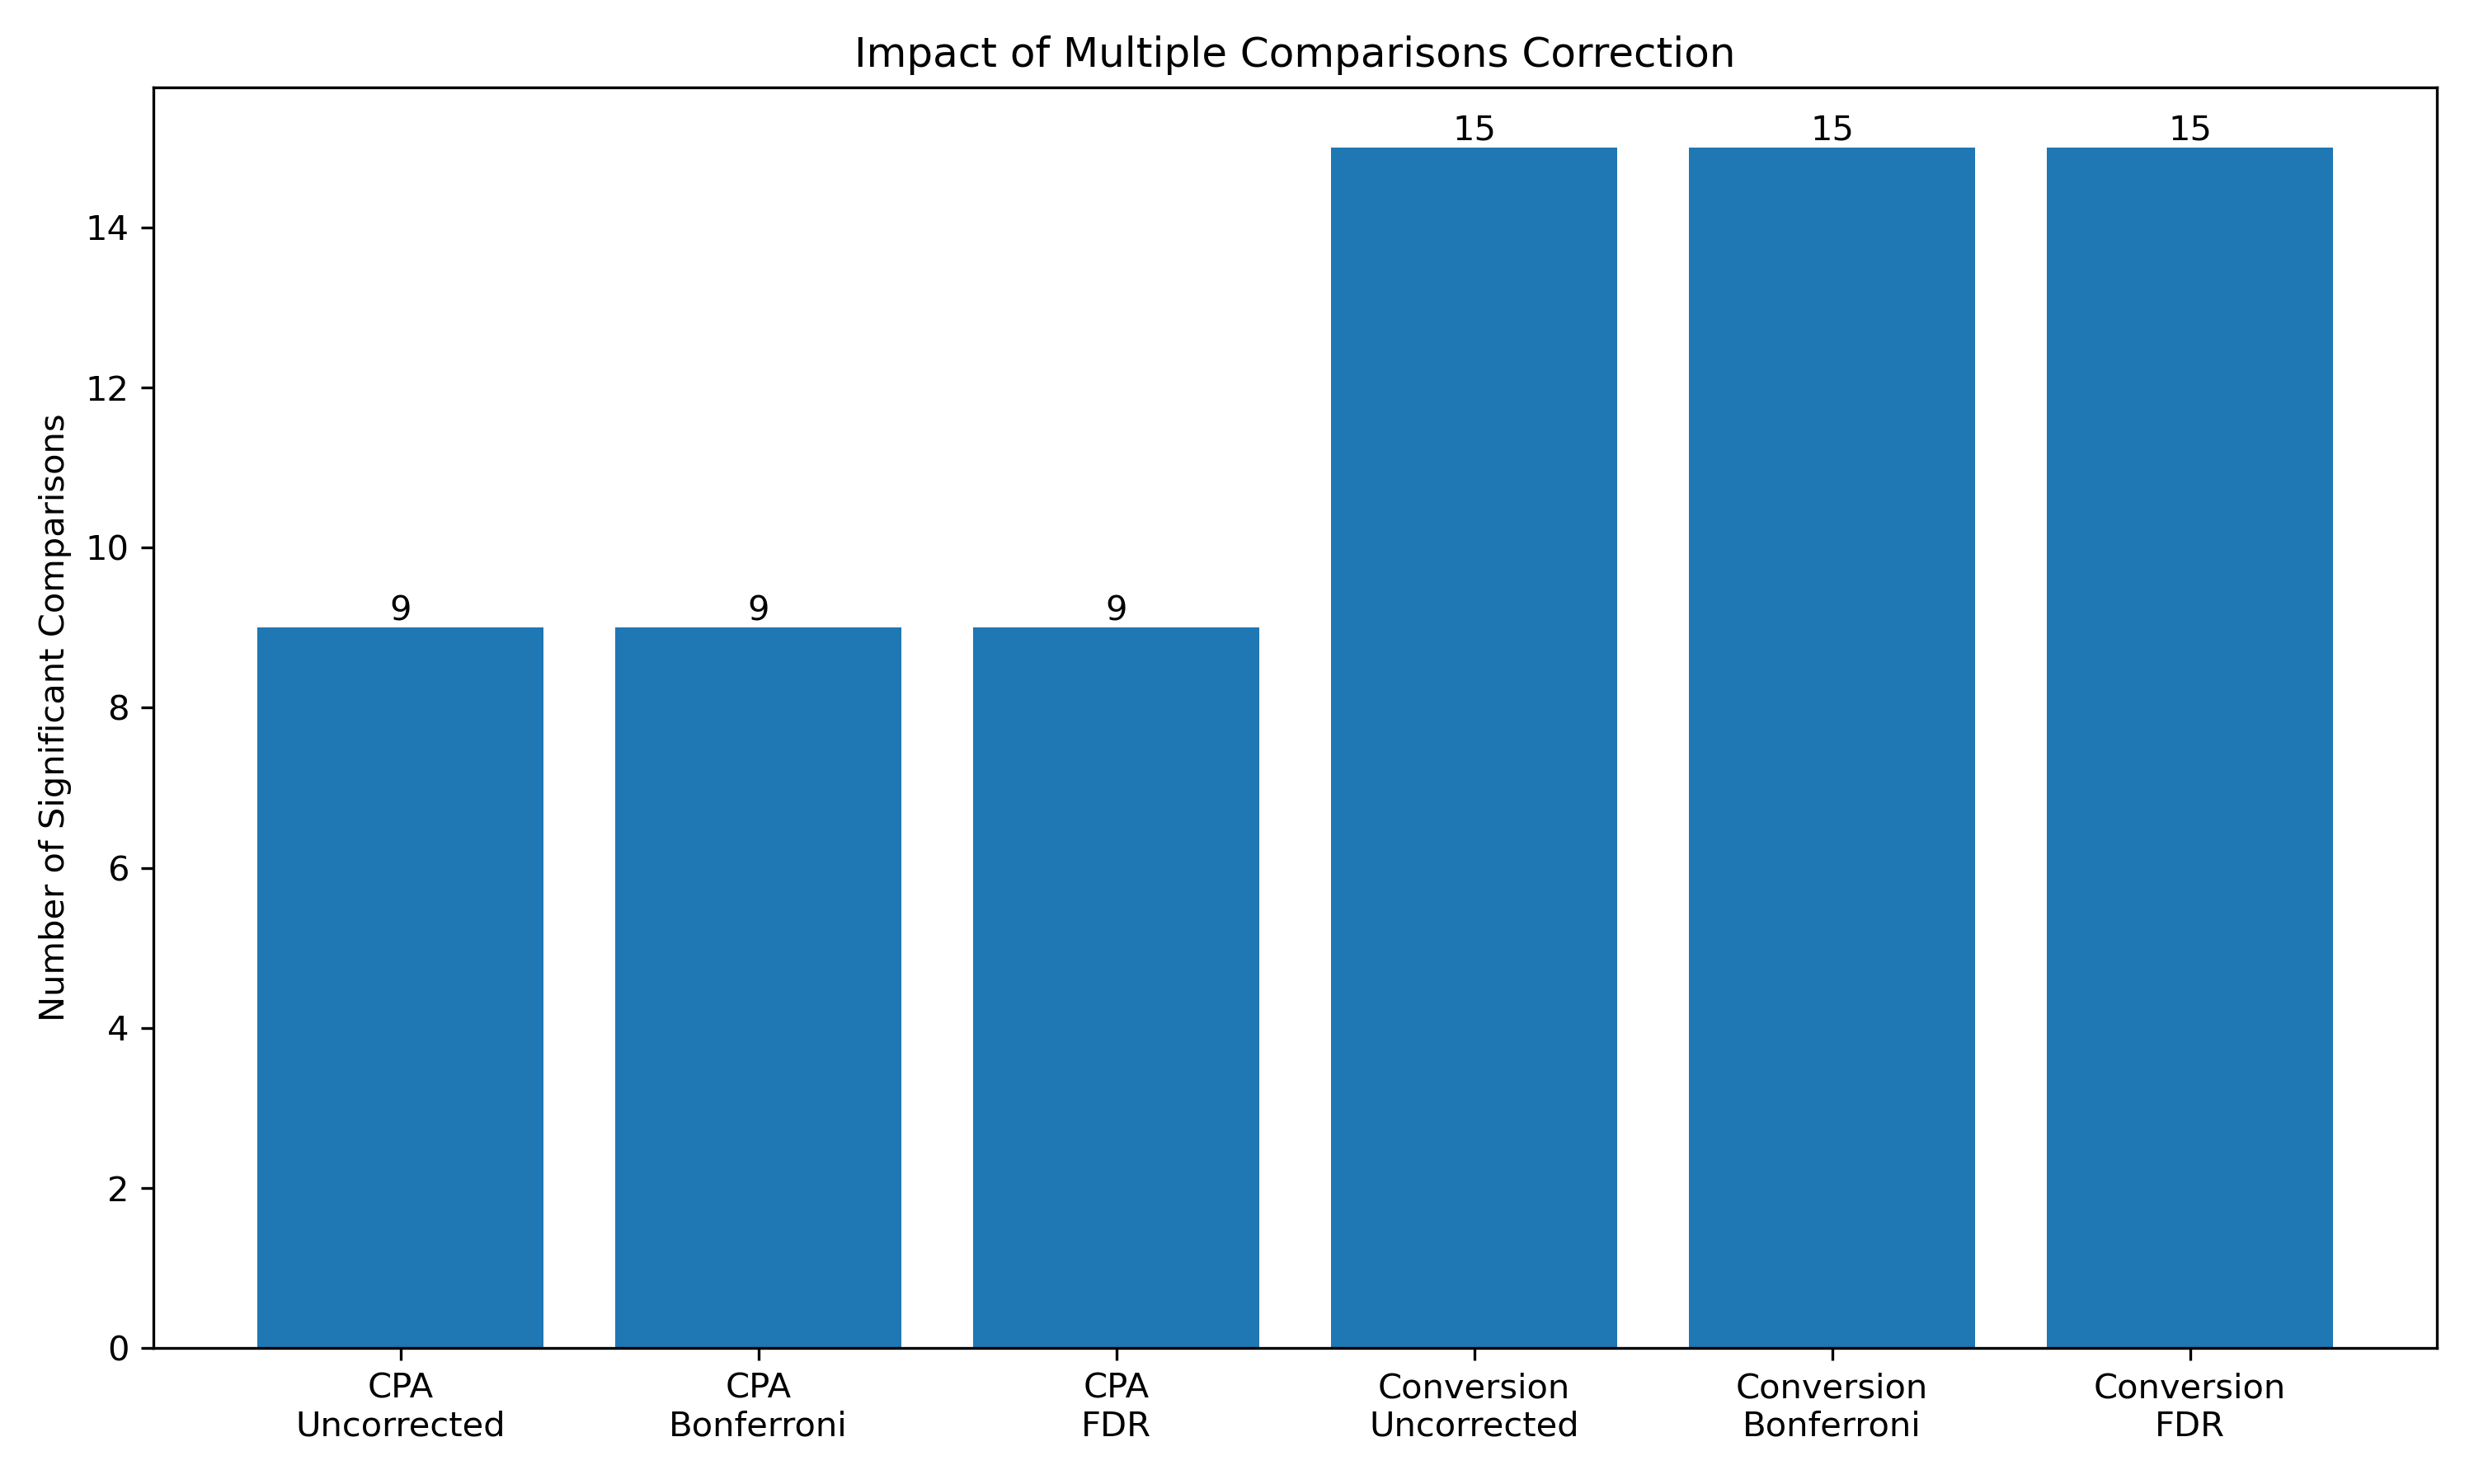 Impact of Multiple Comparisons Correction
Number of Significant Comparisons
14
12
10
8
6
4
2
0
9
9
9
15
15
15
CPA
Uncorrected
CPA
Bonferroni
CPA
FDR
Conversion
Uncorrected
Conversion
Bonferroni
Conversion
FDR